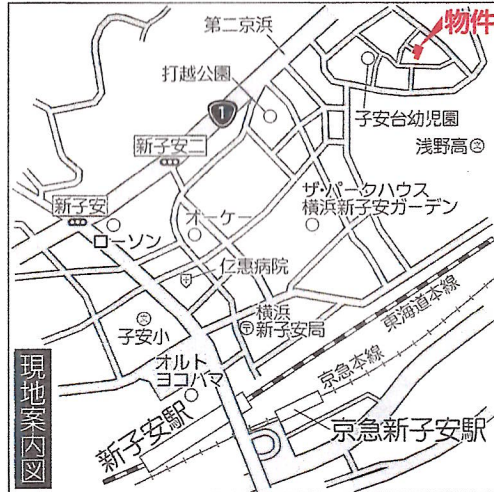 物件
第二京浜
打越公園
1
子安台幼児園
新子安二
浅野高
文
新子安
ザ・パークハウス
横浜新子安ガーデン
オーケー
ローソン
仁恵病院
文
子安小
横浜
新子安局
東海道本線
オルト
ヨコハマ
京急本線
現地案内図
新子安駅
京急新子安駅